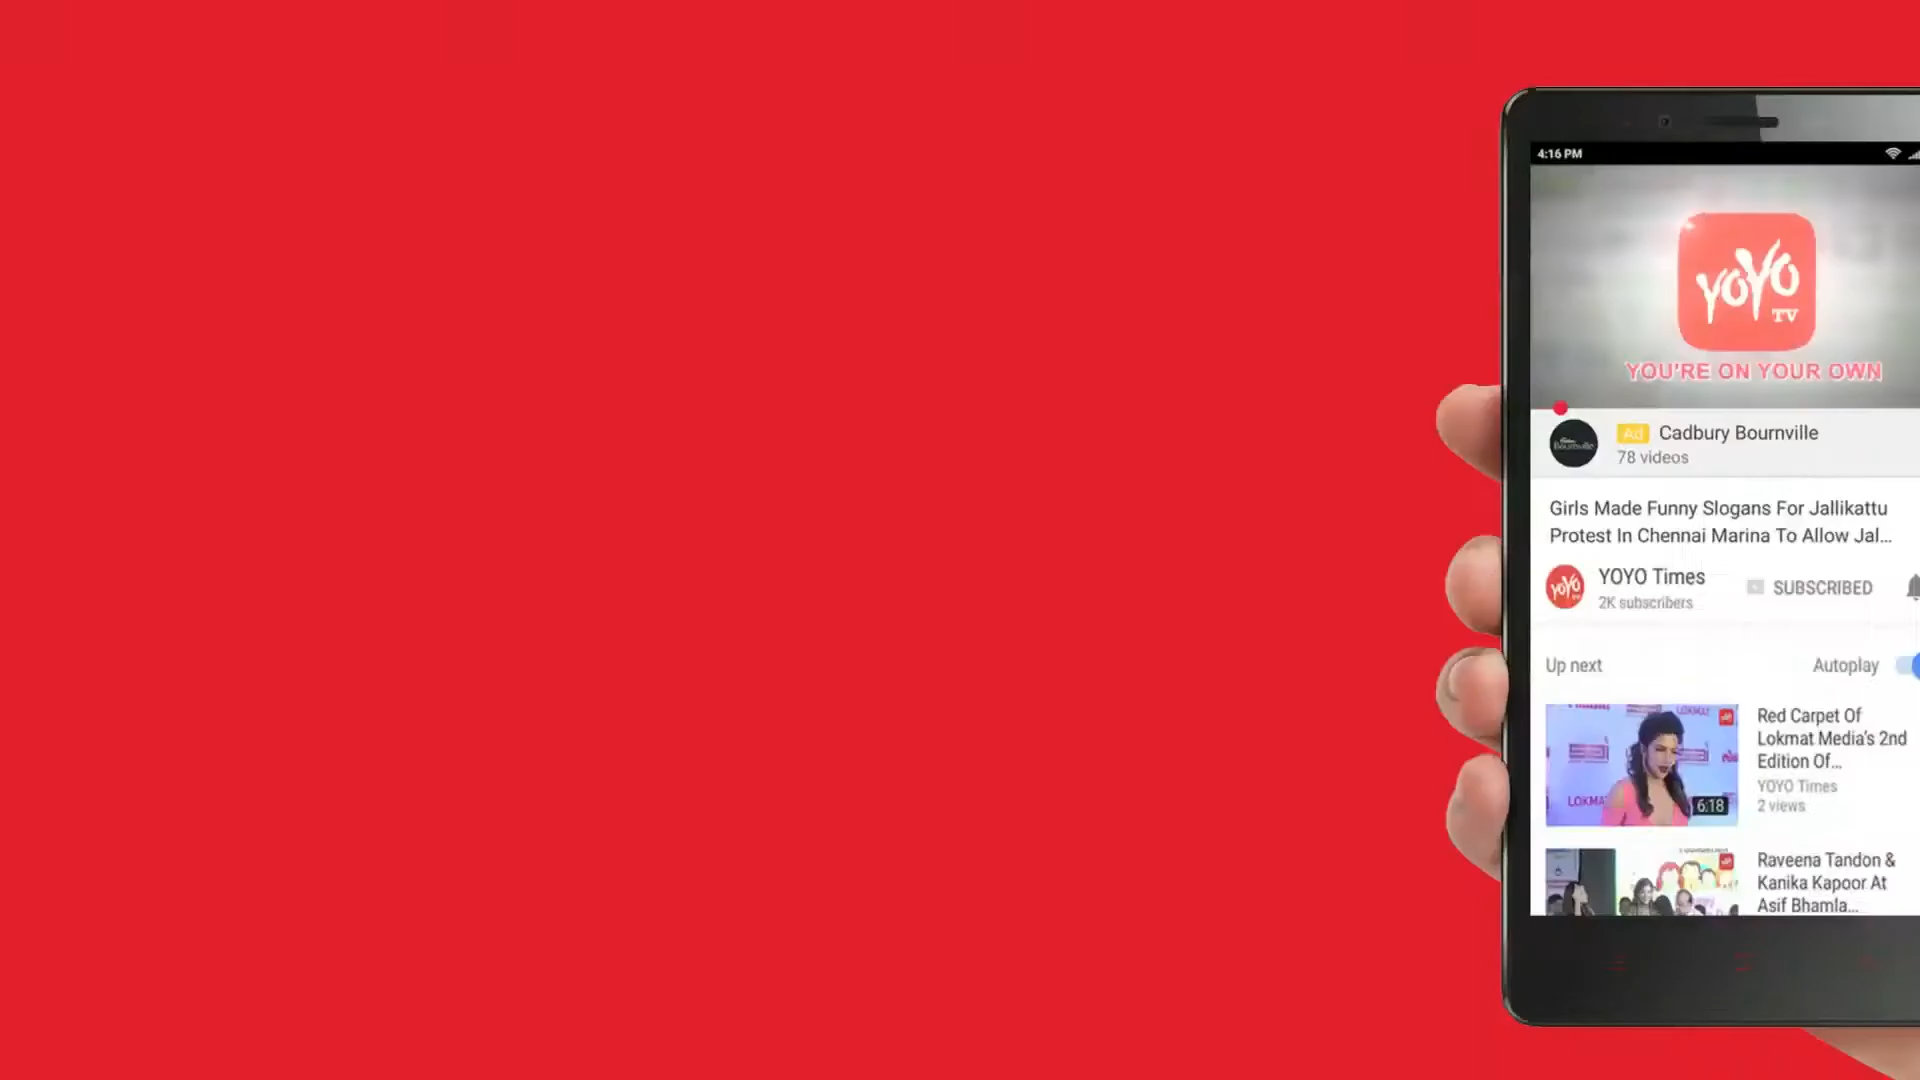 4:16 PM
YOYO
TV
YOU'RE ON YOUR OWN
Ad Cadbury Bournville
Bournville
78 videos
Girls Made Funny Slogans For Jallikattu
Protest In Chennai Marina To Allow Jal...
YOYO Times
SUBSCRIBED
2K subscribers
Up next
Autoplay
LOKMAT
LOKMA
6:18
Red Carpet Of
Lokmat Media's 2nd
Edition Of...
YOYO Times
2 views
Raveena Tandon &
Kanika Kapoor At
Asif Bhamla...